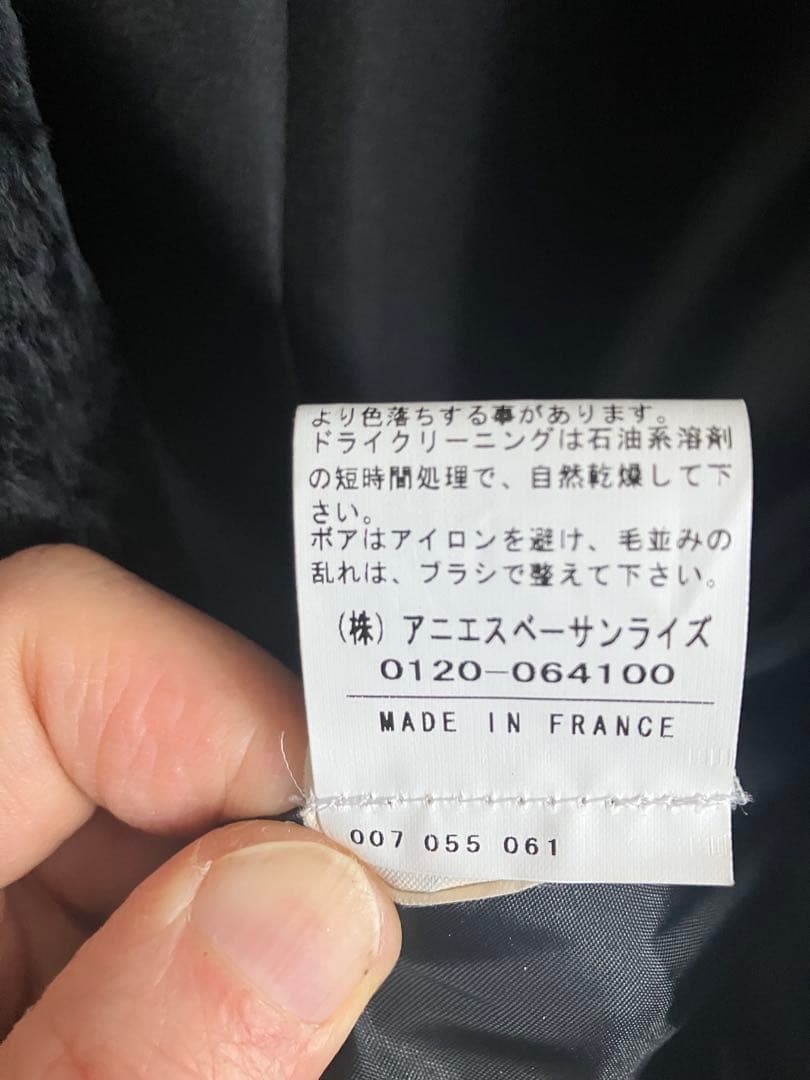 より色落ちする事があります。
ドライクリーニングは石油系溶剤
の短時間処理で、自然乾燥して下
さい。
ボアはアイロンを避け、毛並みの
乱れは、ブラシで整えて下さい。
(株) アニエスベーサンライズ
0120-064100
MADE IN FRANCE
007 055 061